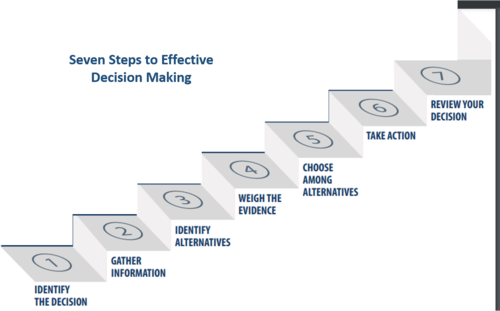 Seven Steps to Effective
Decision Making
1
IDENTIFY
THE DECISION
2
GATHER
INFORMATION
3
IDENTIFY
ALTERNATIVES
4
WEIGH THE
EVIDENCE
5
CHOOSE
AMONG
ALTERNATIVES
6
TAKE ACTION
7
REVIEW YOUR
DECISION